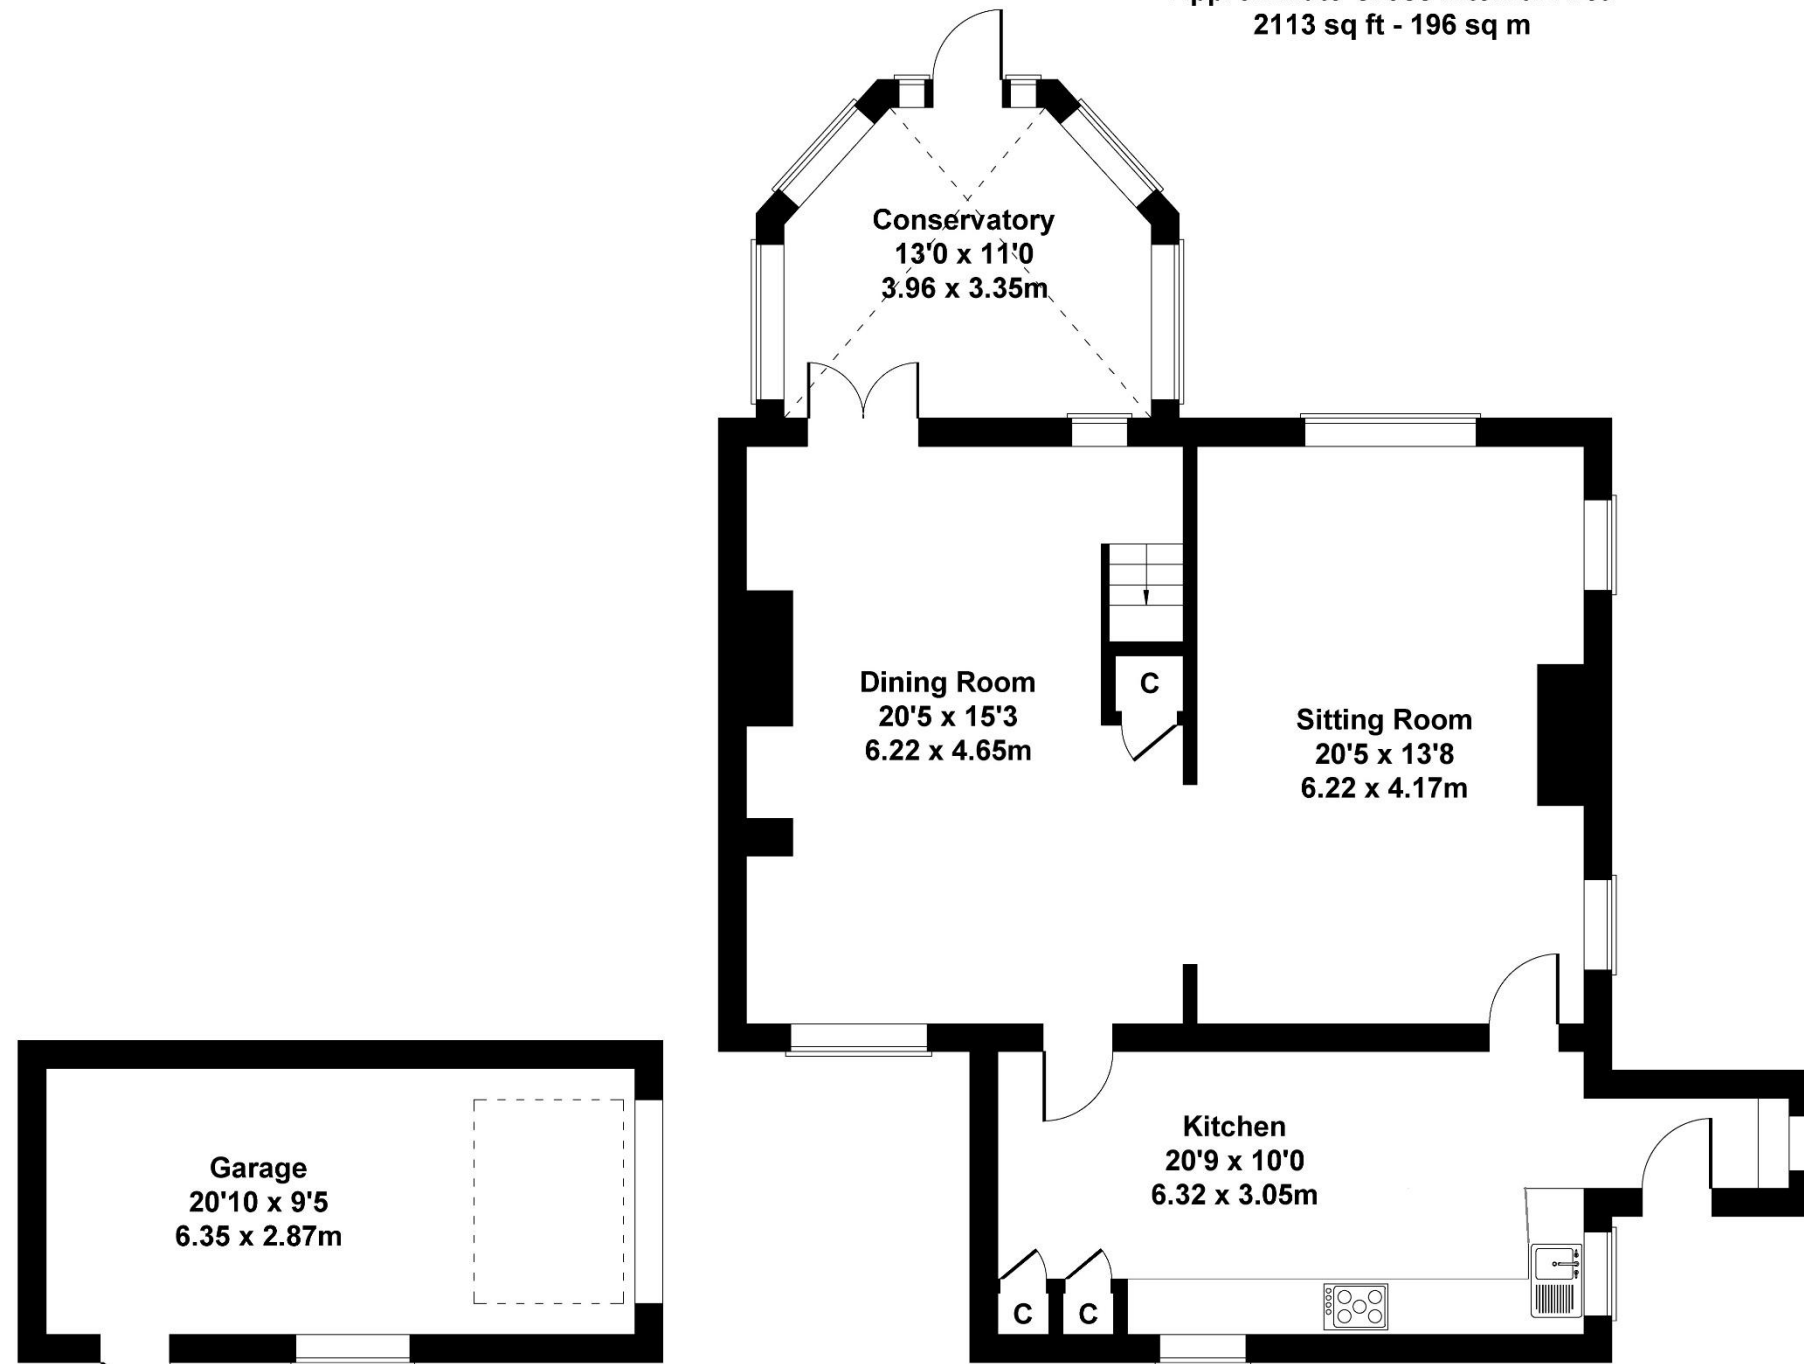 2113 sq ft - 196 sq m
Conservatory
13'0 x 11'0
3.96 x 3.35m
Dining Room
20'5 x 15'3
6.22 x 4.65m
C
Sitting Room
20'5 x 13'8
6.22 x 4.17m
Kitchen
20'9 x 10'0
6.32 x 3.05m
C
C
Garage
20'10 x 9'5
6.35 x 2.87m